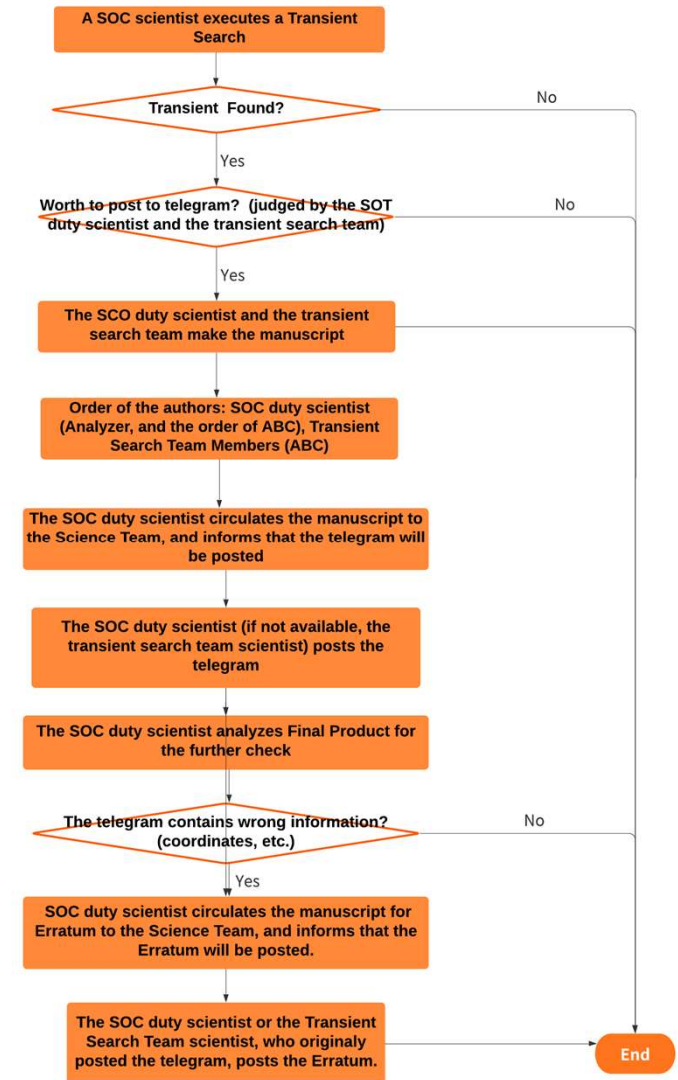 A SOC scientist executes a Transient
Search
Transient Found?
No
Yes
Worth to post to telegram? (judged by the SOT
duty scientist and the transient search team)
No
Yes
The SCO duty scientist and the transient
search team make the manuscript
Order of the authors: SOC duty scientist
(Analyzer, and the order of ABC), Transient
Search Team Members (ABC)
The SOC duty scientist circulates the manuscript to
the Science Team, and informs that the telegram will
be posted
The SOC duty scientist (if not available, the
transient search team scientist) posts the
telegram
The SOC duty scientist analyzes Final Product for
the further check
The telegram contains wrong information?
(coordinates, etc.)
No
Yes
SOC duty scientist circulates the manuscript for
Erratum to the Science Team, and informs that the
Erratum will be posted.
The SOC duty scientist or the Transient
Search Team scientist, who originaly
posted the telegram, posts the Erratum.
End